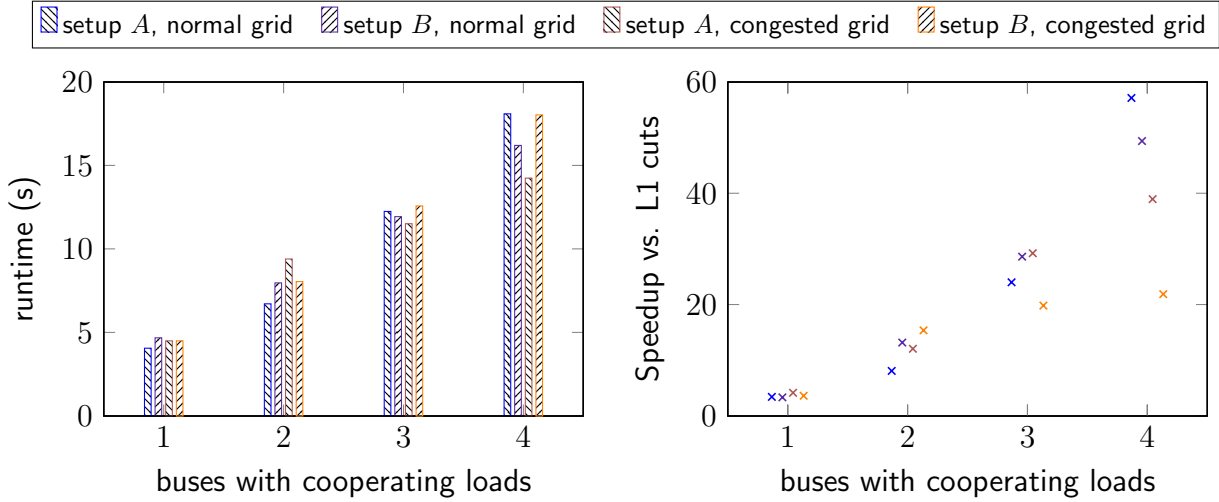 setup A, normal grid setup B, normal grid setup A, congested grid setup B, congested grid
20
15
10
5
0
runtime (s)
1 2 3 4
buses with cooperating loads
60
40
20
0
Speedup vs. L1 cuts
1 2 3 4
buses with cooperating loads